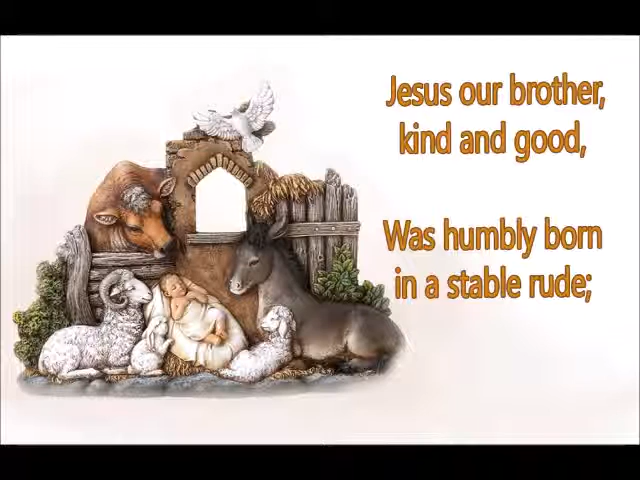 Jesus our brother,
kind and good,
Was humbly born
in a stable rude;